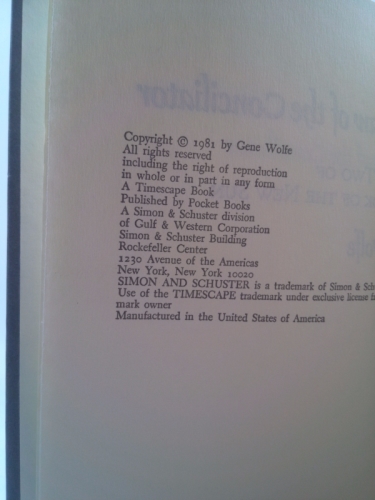 Copyright © 1981 by Gene Wolfe
All rights reserved
including the right of reproduction
in whole or in part in any form
A Timescape Book
Published by Pocket Books
A Simon & Schuster division
of Gulf & Western Corporation
Simon & Schuster Building
Rockefeller Center
1230 Avenue of the Americas
New York, New York 10020
SIMON AND SCHUSTER is a trademark of Simon & Sch
Use of the TIMESCAPE trademark under exclusive license
mark owner
Manufactured in the United States of America